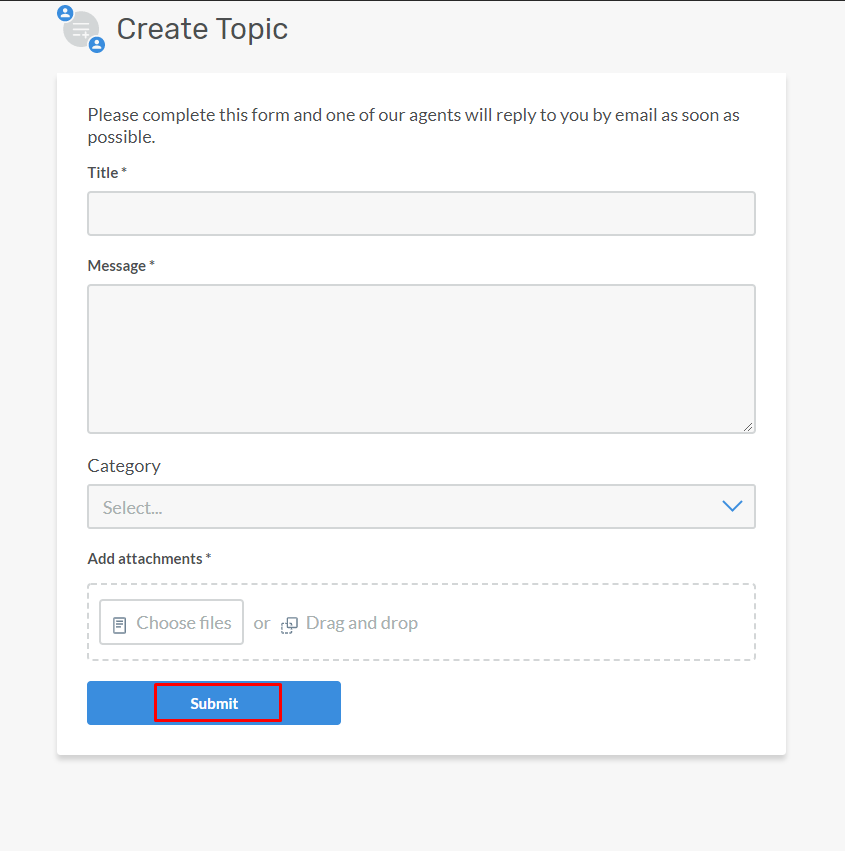 Create Topic
Please complete this form and one of our agents will reply to you by email as soon as
possible.
Title *
Message *
Category
Select...
Add attachments *
Choose files or Drag and drop
Submit